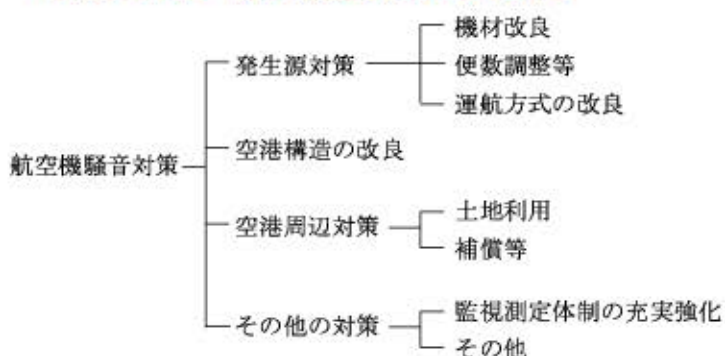 機材改良
発生源対策
便数調整等
運航方式の改良
空港構造の改良
航空機騒音対策
土地利用
空港周辺対策
補償等
監視測定体制の充実強化
その他の対策
その他